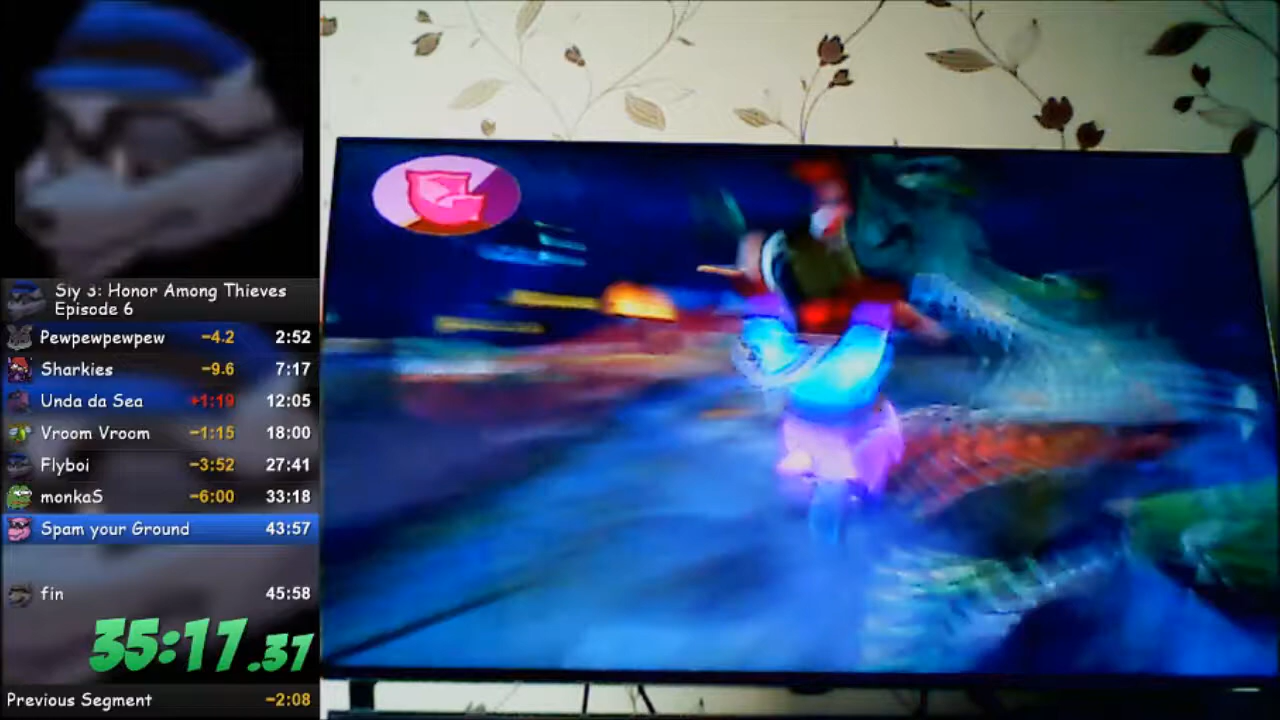 Sly 3: Honor Among Thieves
Episode 6
Pewpewpewpew -4.2 2:52
Sharkies -9.6 7:17
Unda da Sea +1:19 12:05
Vroom Vroom -1:15 18:00
Flyboi -3:52 27:41
monkaS -6:00 33:18
Spam your Ground 43:57
fin 45:58
35:17.37
Previous Segment -2:08